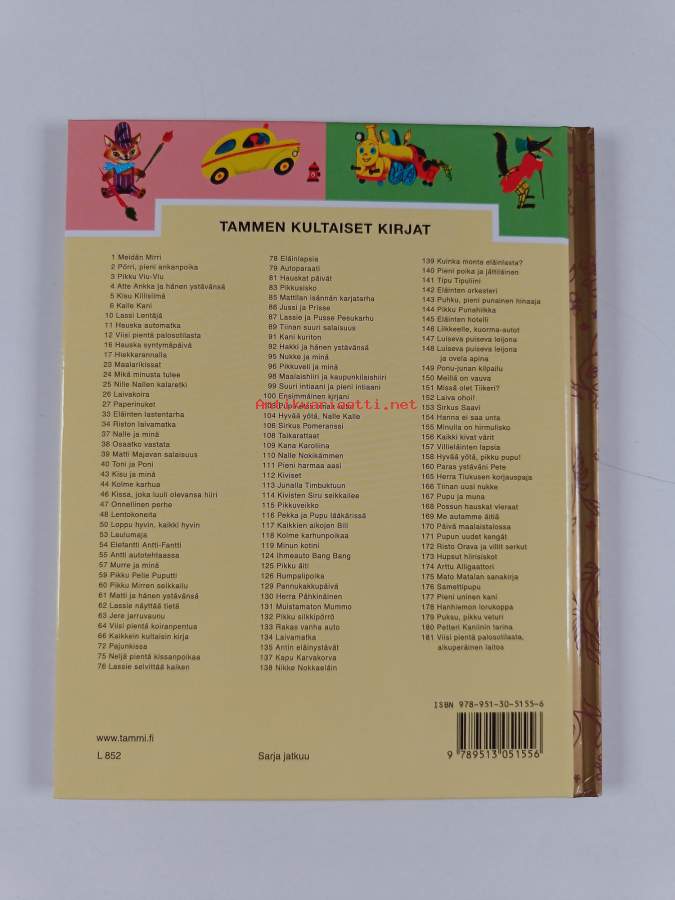 TAMMEN KULTAISET KIRJAT
1 Meidän Mirri
2 Pörri, pieni ankanpoika
3 Pikku Viu-Viu
4 Atte Ankka ja hänen ystävänsä
5 Kisu Kiiliisilmä
6 Kalle Kani
10 Lassi Lentäjä
11 Hauska automatka
12 Viisi pientä palosotilasta
16 Hauska syntymäpäivä
17 Hiekkarannalla
23 Maalarikissat
24 Mikä minusta tulee
25 Nille Nallen kalaretki
26 Laivakoira
27 Paperinuket
33 Eläinten lastentarha
34 Riston laivamatka
37 Nalle ja minä
38 Osaatko vastata
39 Matti Majavan salaisuus
40 Toni ja Poni
43 Kisu ja minä
44 Kolme karhua
46 Kissa, joka luuli olevansa hiiri
47 Onnellinen perhe
48 Lentokoneita
50 Loppu hyvin, kaikki hyvin
53 Laulumaja
54 Elefantti Antti-Fantti
55 Antti autotehtaassa
57 Murre ja minä
59 Pikku Pelle Puputti
60 Pikku Mirren seikkailu
61 Matti ja hänen ystävänsä
62 Lassie näyttää tietä
63 Jere jarruvaunu
64 Viisi pientä koiranpentua
66 Kaikkein kultaisin kirja
72 Pajunkissa
75 Neljä pientä kissanpoikaa
76 Lassie selvittää kaiken
78 Eläinlapsia
79 Autoparaati
81 Hauskat päivät
83 Pikkusisko
85 Mattilan isännän karjatarha
86 Jussi ja Prisse
87 Lassie ja Pusse Pesukarhu
89 Tiinan suuri salaisuus
91 Kani kuriton
92 Hakki ja hänen ystävänsä
95 Nukke ja minä
96 Pikkuveli ja minä
98 Maalaishiiri ja kaupunkilaishiiri
99 Suuri intiaani ja pieni intiaani
100 Ensimmäinen kirjani
Antikvariaatti.net
104 Hyvää yötä, Nalle Kalle
106 Sirkus Pomeranssi
108 Taikarattaat
109 Kana Karoliina
110 Nalle Nokikämmen
111 Pieni harmaa aasi
112 Kiviset
113 Junalla Timbuktuun
114 Kivisten Siru seikkailee
115 Pikkuveikko
116 Pekka ja Pupu lääkärissä
117 Kaikkien aikojen Bill
118 Kolme karhunpoikaa
119 Minun kotini
124 Ihmeauto Bang Bang
125 Pikku äiti
126 Rumpalipoika
129 Pannukakkupäivä
130 Herra Pähkinäinen
131 Muistamaton Mummo
132 Pikku silkkipörrö
133 Rakas vanha auto
134 Laivamatka
135 Antin eläinystävät
137 Kapu Karvakorva
138 Nikke Nokkaeläin
139 Kuinka monta eläinlasta?
140 Pieni poika ja jättiläinen
141 Tipu Tipuliini
142 Eläinten orkesteri
143 Puhku, pieni punainen hinaaja
144 Pikku Punahilkka
145 Eläinten hotelli
146 Liikkeelle, kuorma-autot
147 Luiseva puiseva leijona
148 Luiseva puiseva leijona
ja ovela apina
149 Ponu-junan kilpailu
150 Meillä on vauva
151 Missä olet Tiikeri?
152 Laiva ohoi!
153 Sirkus Saavi
154 Hanna ei saa unta
155 Minulla on hirmulisko
156 Kaikki kivat värit
157 Villieläinten lapsia
158 Hyvää yötä, pikku pupu!
160 Paras ystäväni Pete
165 Herra Tiukusen korjauspaja
166 Tiinan uusi nukke
167 Pupu ja muna
168 Possun hauskat vieraat
169 Me autamme äitiä
170 Päivä maalaistalossa
171 Pupun uudet kengät
172 Risto Orava ja villit serkut
173 Hupsut hirrisiskot
174 Arttu Alligaattori
175 Mato Matalan sanakirja
176 Samettipupu
177 Pieni uninen kani
178 Hanhiemon lorukoppa
179 Puksu, pikku veturi
180 Petteri Kaniinin tarina
181 Viisi pientä palosotilasta,
alkuperäinen laitos
ISBN 978-951-30-5155-6
9 789513 051556
www.tammi.fi
L 852
Sarja jatkuu